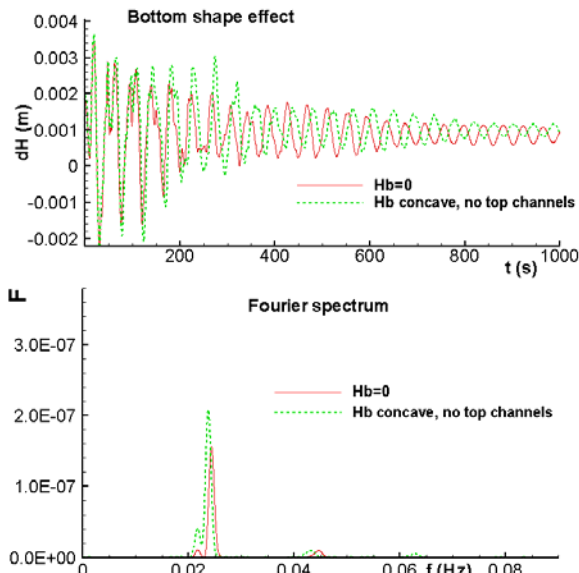 Bottom shape effect
0.004
0.003
0.002
0.001
0
-0.001
-0.002
dH (m)
Hb=0
Hb concave, no top channels
200 400 600 800 1000
t (s)
F
Fourier spectrum
3.0E-07
2.0E-07
1.0E-07
0.0E+00
Hb=0
Hb concave, no top channels
0 0.02 0.04 0.06 0.08
f (Hz)